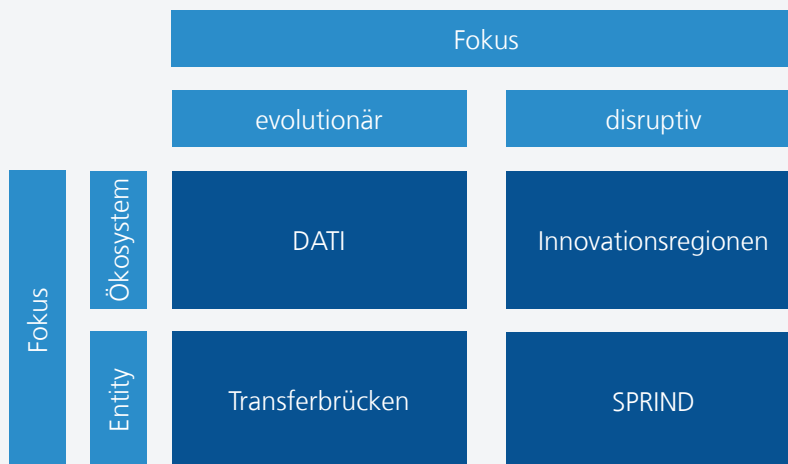 Fokus
evolutionär
disruptiv
Fokus
Ökosystem
DATI
Innovationsregionen
Entity
Transferbrücken
SPRIND